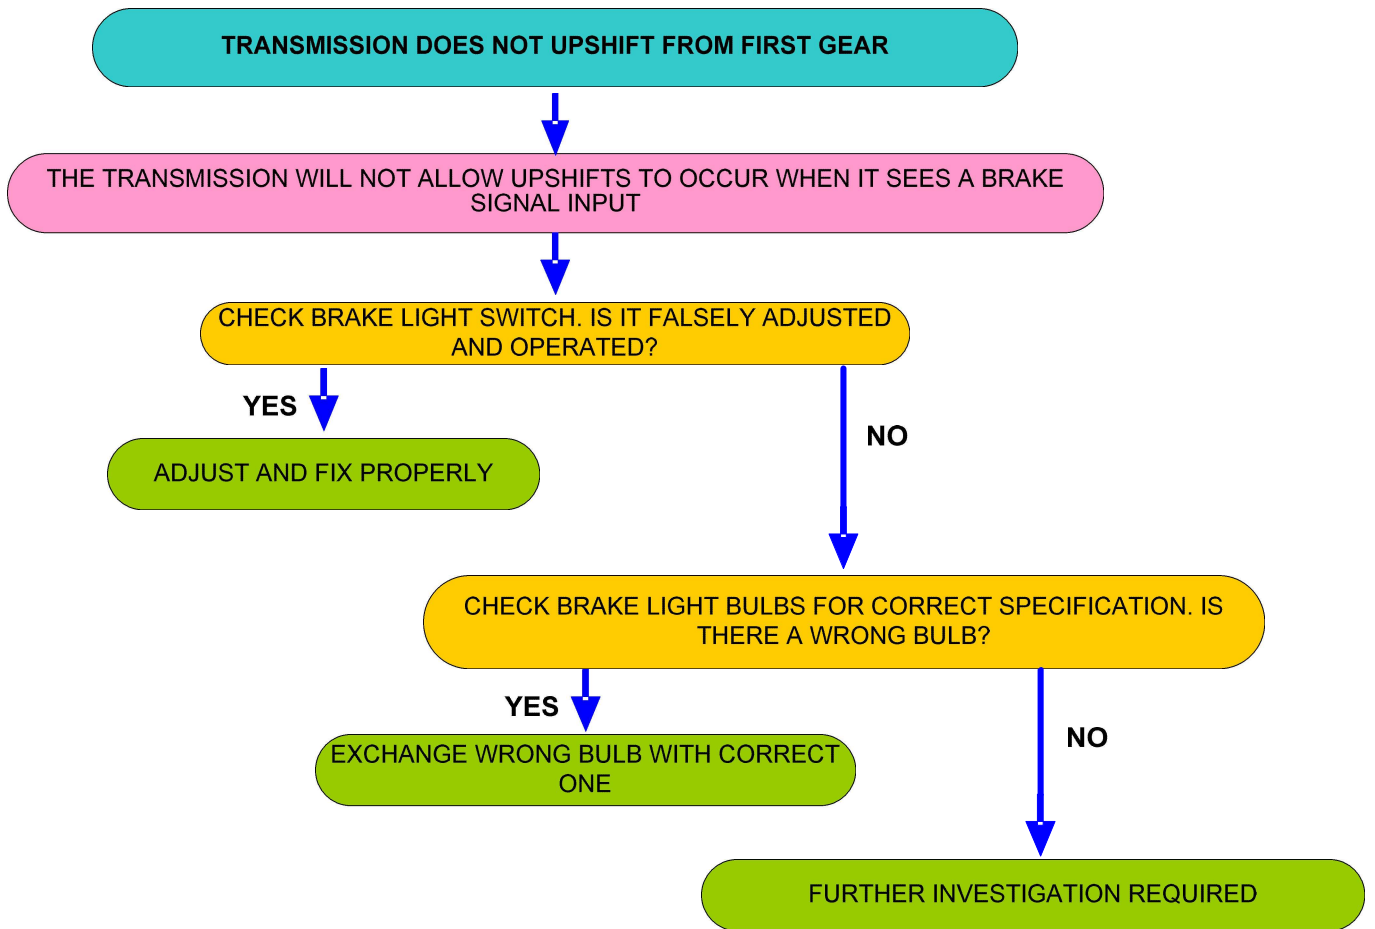 TRANSMISSION DOES NOT UPSHIFT FROM FIRST GEAR
THE TRANSMISSION WILL NOT ALLOW UPSHIFTS TO OCCUR WHEN IT SEES A BRAKE
SIGNAL INPUT
CHECK BRAKE LIGHT SWITCH. IS IT FALSELY ADJUSTED
AND OPERATED?
YES
NO
ADJUST AND FIX PROPERLY
CHECK BRAKE LIGHT BULBS FOR CORRECT SPECIFICATION. IS
THERE A WRONG BULB?
YES
NO
EXCHANGE WRONG BULB WITH CORRECT
ONE
FURTHER INVESTIGATION REQUIRED